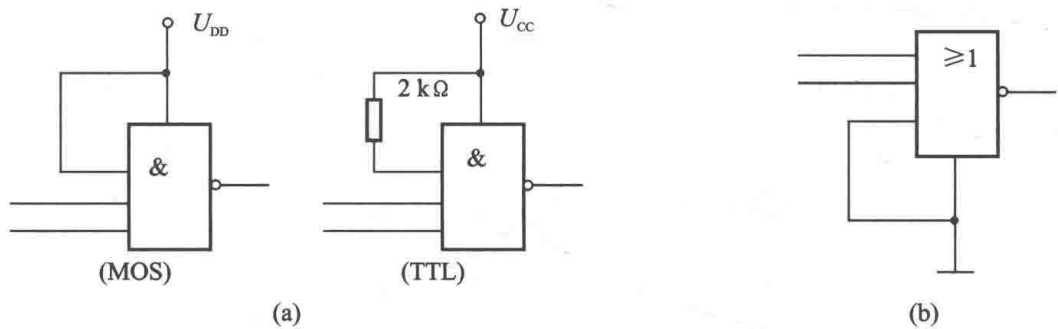 U_DD
U_CC
2 kΩ
&
&
≥1
(MOS)
(TTL)
(a)
(b)